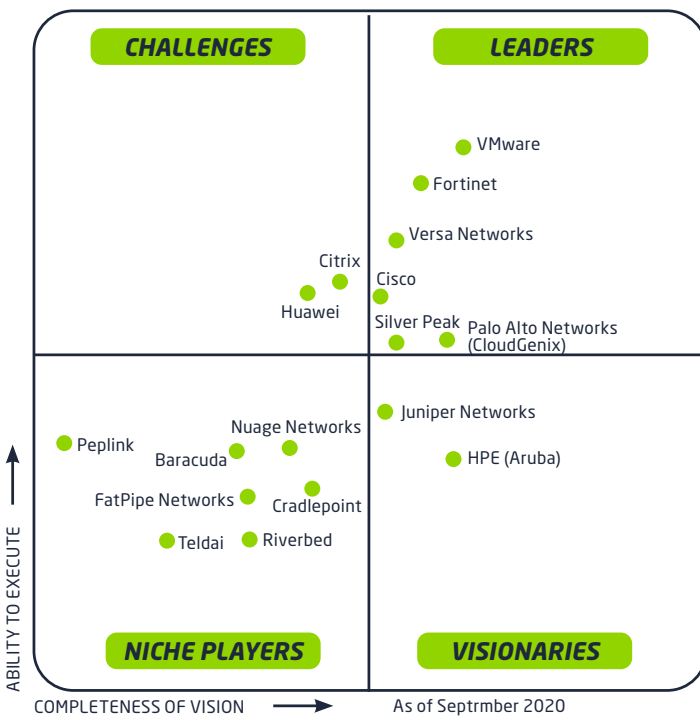 CHALLENGES
LEADERS
VMware
Fortinet
Versa Networks
Citrix
Cisco
Huawei
Silver Peak
Palo Alto Networks
(CloudGenix)
Juniper Networks
Nuage Networks
Peplink
Baracuda
HPE (Aruba)
FatPipe Networks
Cradlepoint
Teldai
Riverbed
NICHE PLAYERS
VISIONARIES
ABILITY TO EXECUTE
COMPLETENESS OF VISION
As of Septrmber 2020